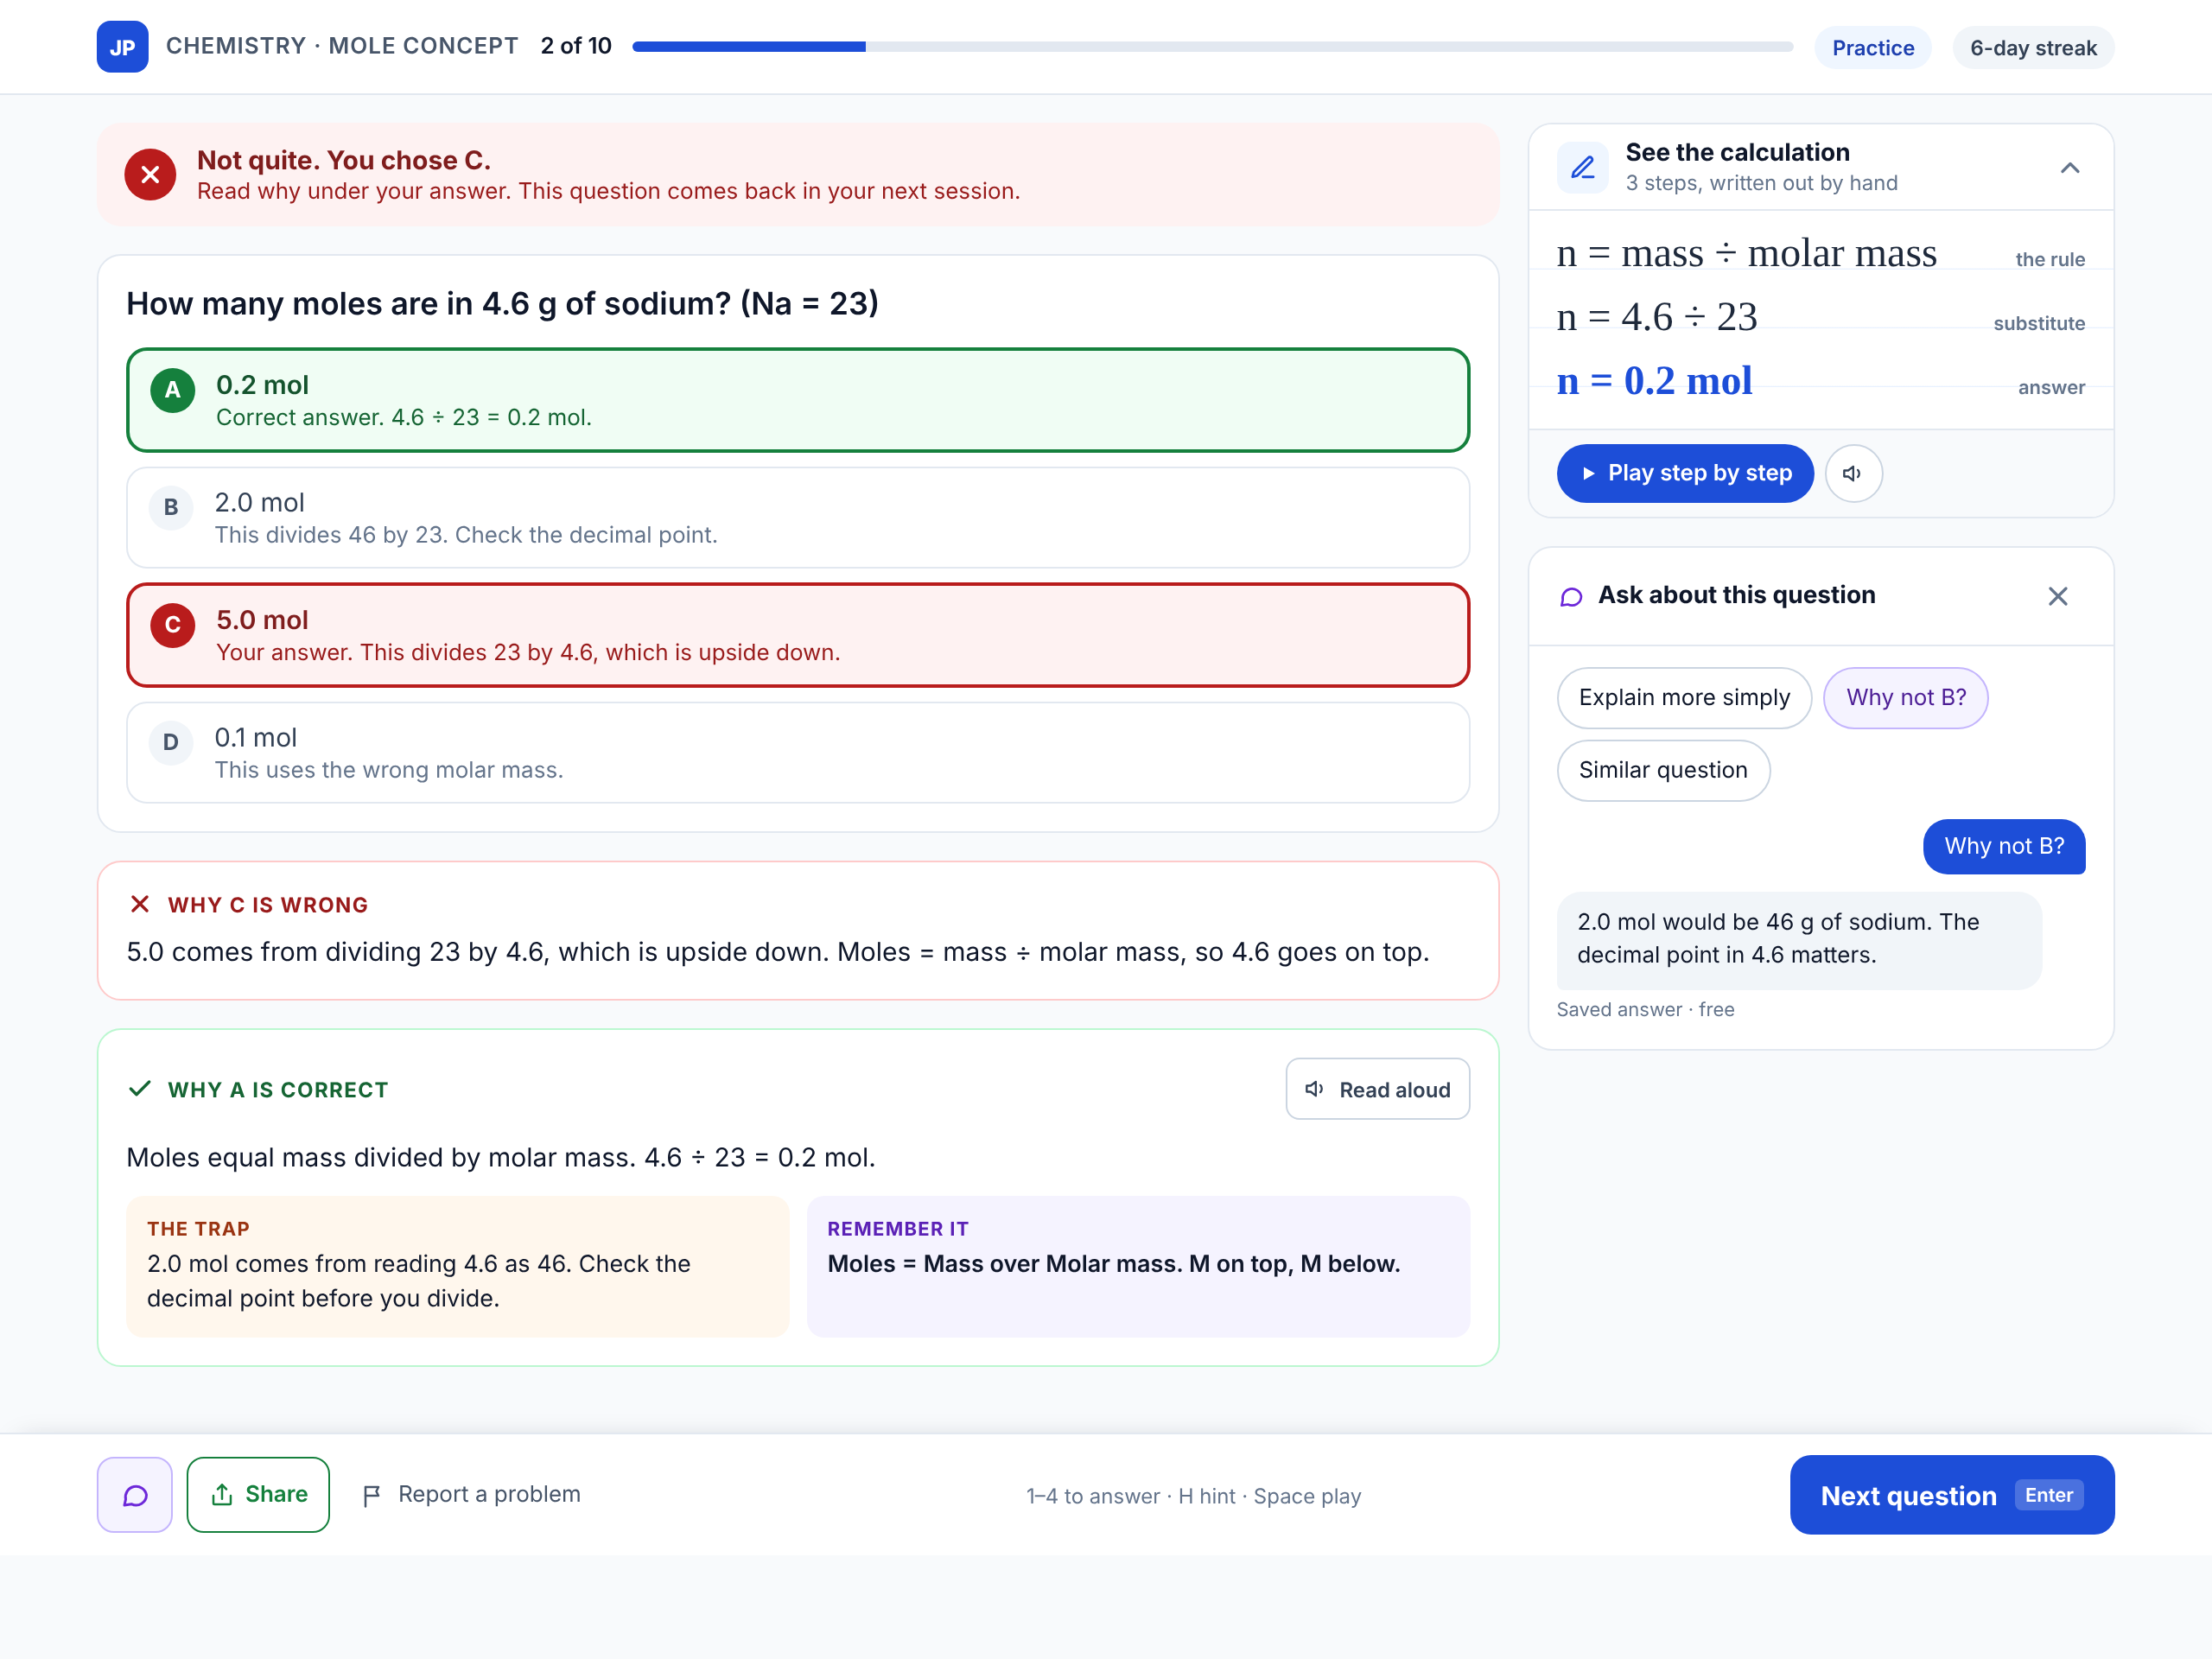 JP
CHEMISTRY · MOLE CONCEPT 2 of 10
Practice
6-day streak
Not quite. You chose C.
Read why under your answer. This question comes back in your next session.
How many moles are in 4.6 g of sodium? (Na = 23)
A
0.2 mol
Correct answer. 4.6 ÷ 23 = 0.2 mol.
B
2.0 mol
This divides 46 by 23. Check the decimal point.
C
5.0 mol
Your answer. This divides 23 by 4.6, which is upside down.
D
0.1 mol
This uses the wrong molar mass.
WHY C IS WRONG
5.0 comes from dividing 23 by 4.6, which is upside down. Moles = mass ÷ molar mass, so 4.6 goes on top.
WHY A IS CORRECT
Read aloud
Moles equal mass divided by molar mass. 4.6 ÷ 23 = 0.2 mol.
THE TRAP
2.0 mol comes from reading 4.6 as 46. Check the
decimal point before you divide.
REMEMBER IT
Moles = Mass over Molar mass. M on top, M below.
See the calculation
3 steps, written out by hand
n = mass ÷ molar mass the rule
n = 4.6 ÷ 23 substitute
n = 0.2 mol answer
Play step by step
Ask about this question
Explain more simply
Why not B?
Similar question
Why not B?
2.0 mol would be 46 g of sodium. The
decimal point in 4.6 matters.
Saved answer · free
Share
Report a problem
1–4 to answer · H hint · Space play
Next question Enter